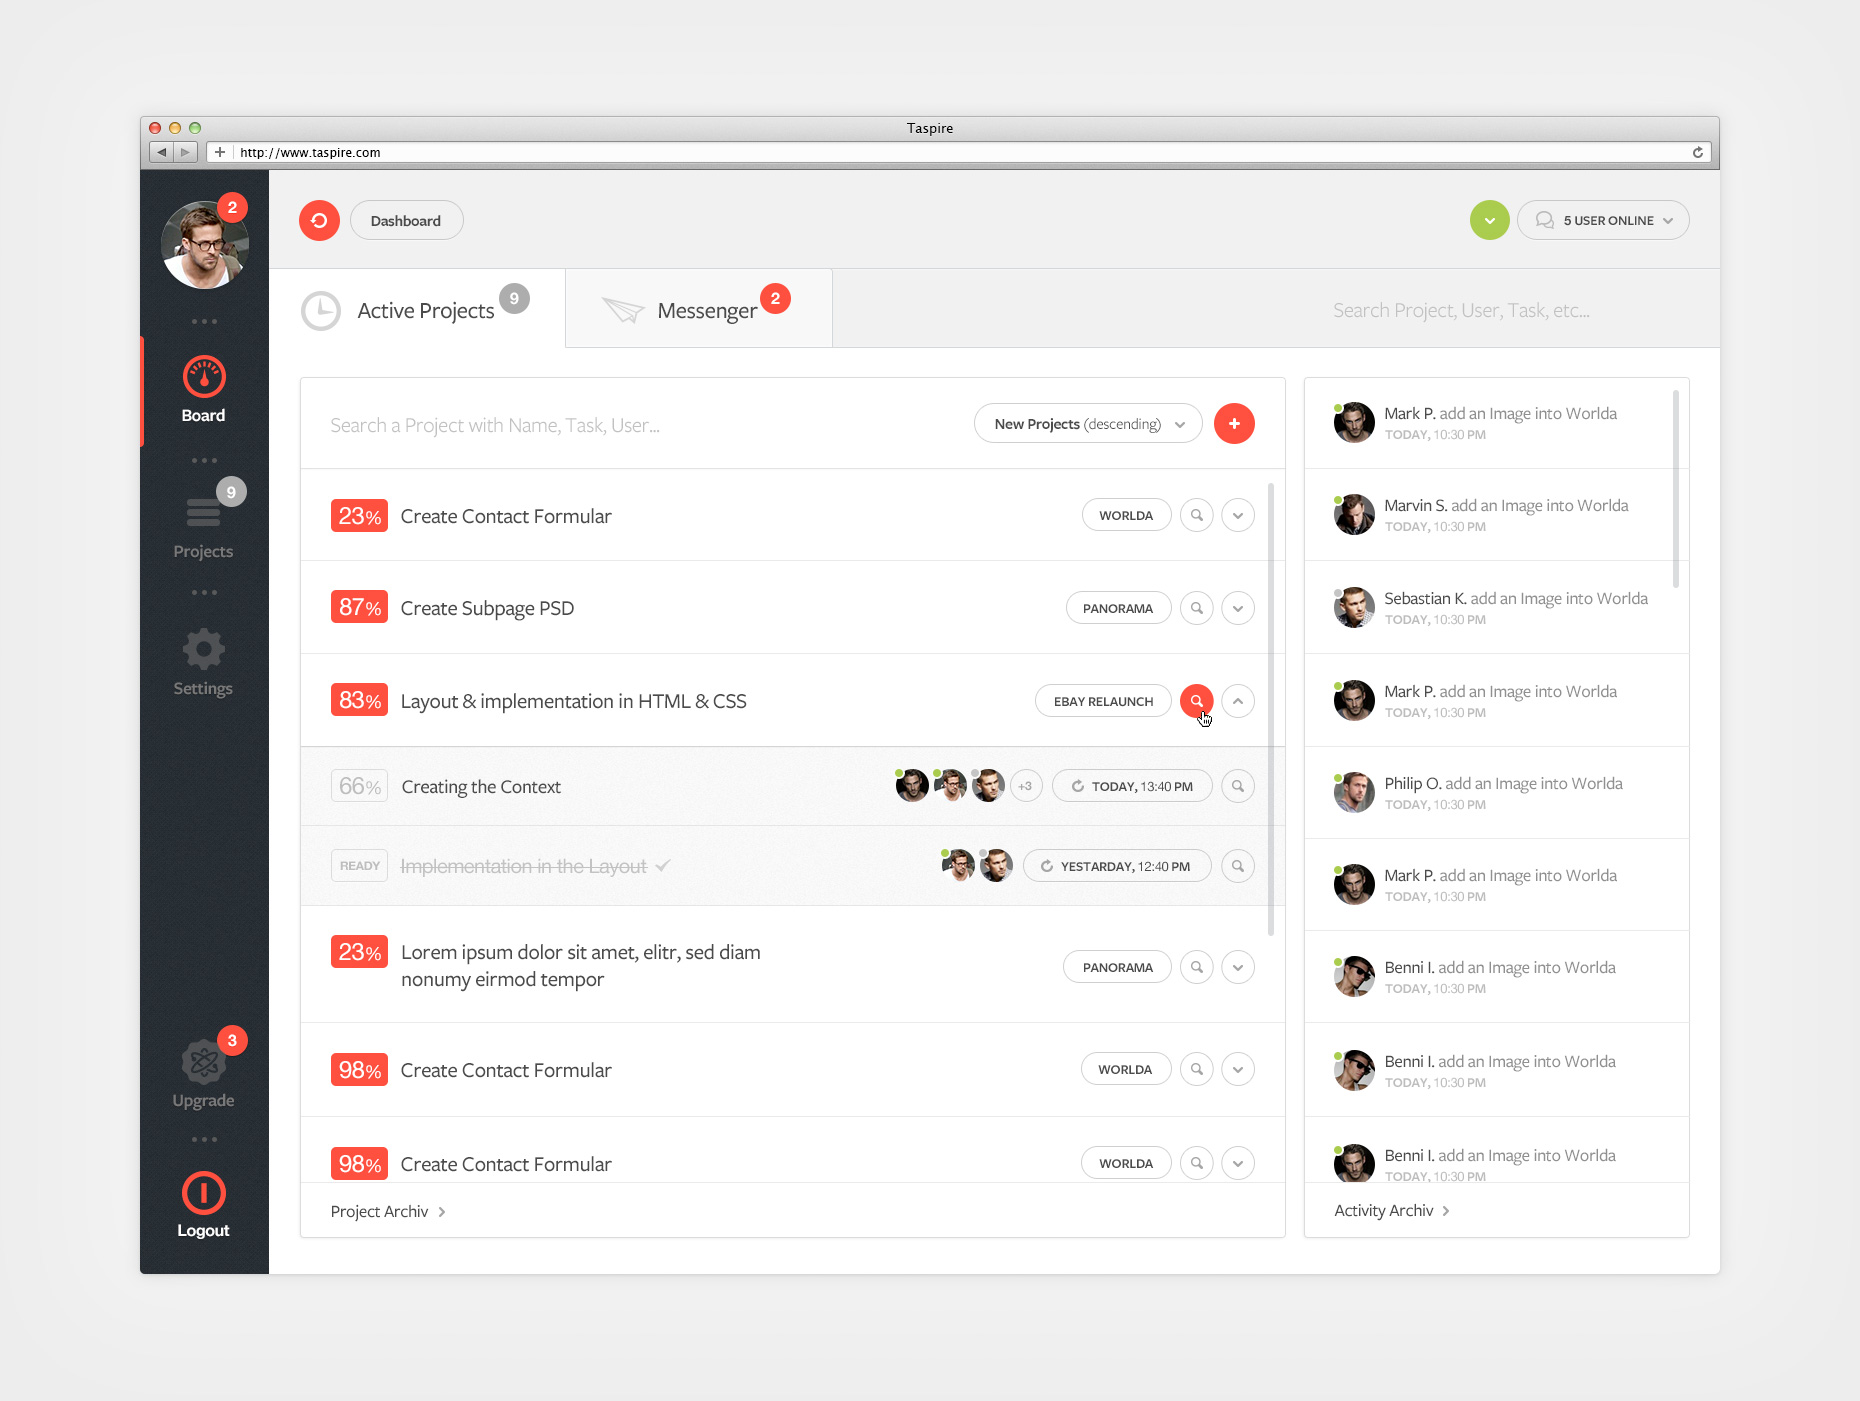 Taspire
http://www.taspire.com
2
Dashboard
5 USER ONLINE
Active Projects 9
Messenger 2
Search Project, User, Task, etc...
Board
9
Projects
Settings
3
Upgrade
Logout
Search a Project with Name, Task, User...
New Projects (descending)
23% Create Contact Formular WORLDA
87% Create Subpage PSD PANORAMA
83% Layout & implementation in HTML & CSS EBAY RELAUNCH
66% Creating the Context +3 TODAY, 13:40 PM
READY Implementation in the Layout YESTARDAY, 12:40 PM
23% Lorem ipsum dolor sit amet, elitr, sed diam
nonumy eirmod tempor
PANORAMA
98% Create Contact Formular WORLDA
98% Create Contact Formular WORLDA
Project Archiv
Mark P. add an Image into Worlda
TODAY, 10:30 PM
Marvin S. add an Image into Worlda
TODAY, 10:30 PM
Sebastian K. add an Image into Worlda
TODAY, 10:30 PM
Mark P. add an Image into Worlda
TODAY, 10:30 PM
Philip O. add an Image into Worlda
TODAY, 10:30 PM
Mark P. add an Image into Worlda
TODAY, 10:30 PM
Benni I. add an Image into Worlda
TODAY, 10:30 PM
Benni I. add an Image into Worlda
TODAY, 10:30 PM
Benni I. add an Image into Worlda
TODAY, 10:30 PM
Activity Archiv